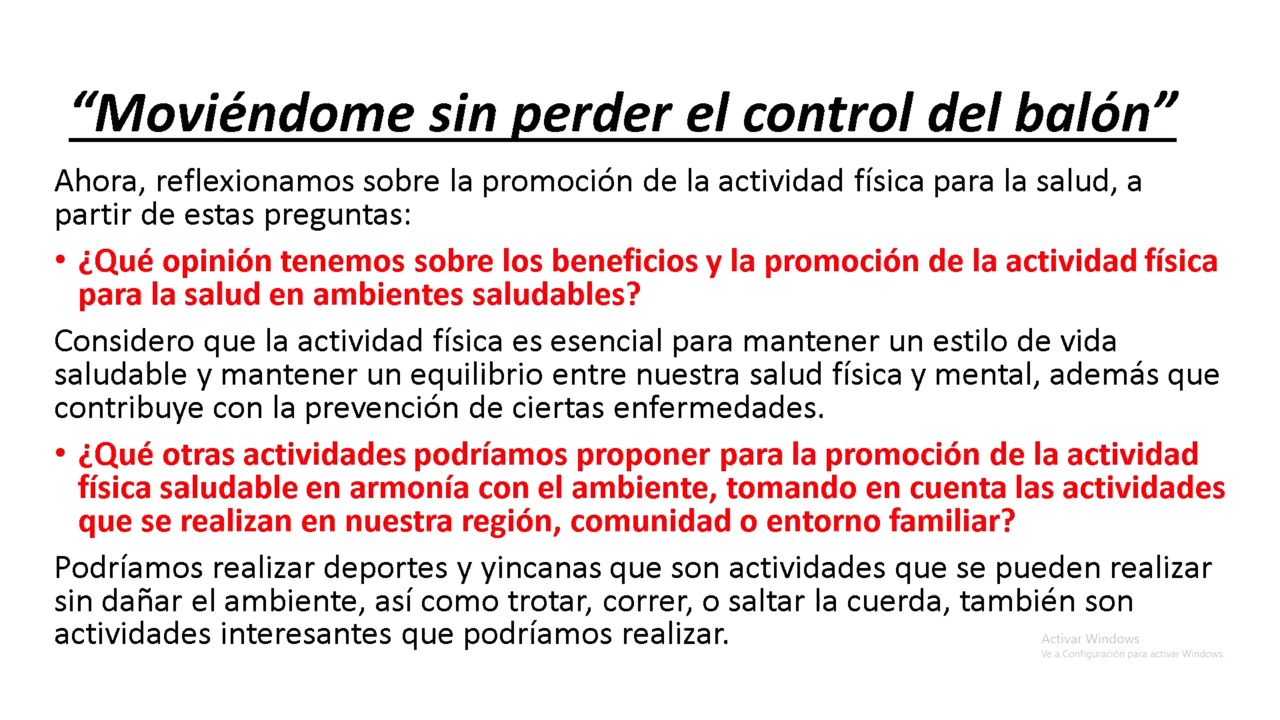 “Moviéndome sin perder el control del balón”
Ahora, reflexionamos sobre la promoción de la actividad física para la salud, a
partir de estas preguntas:
• ¿Qué opinión tenemos sobre los beneficios y la promoción de la actividad física
para la salud en ambientes saludables?
Considero que la actividad física es esencial para mantener un estilo de vida
saludable y mantener un equilibrio entre nuestra salud física y mental, además que
contribuye con la prevención de ciertas enfermedades.
• ¿Qué otras actividades podríamos proponer para la promoción de la actividad
física saludable en armonía con el ambiente, tomando en cuenta las actividades
que se realizan en nuestra región, comunidad o entorno familiar?
Podríamos realizar deportes y yincanas que son actividades que se pueden realizar
sin dañar el ambiente, así como trotar, correr, o saltar la cuerda, también son
actividades interesantes que podríamos realizar.
Activar Windows
Ve a Configuración para activar Windows.